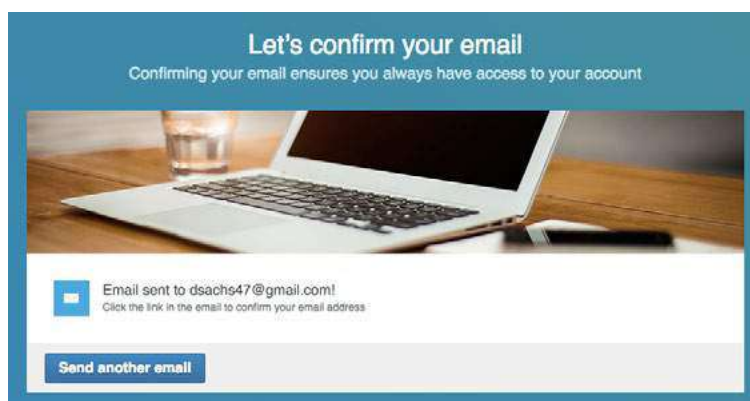 Let's confirm your email
Confirming your email ensures you always have access to your account
Email sent to dsachs47@gmail.com!
Click the link in the email to confirm your email address
Send another email